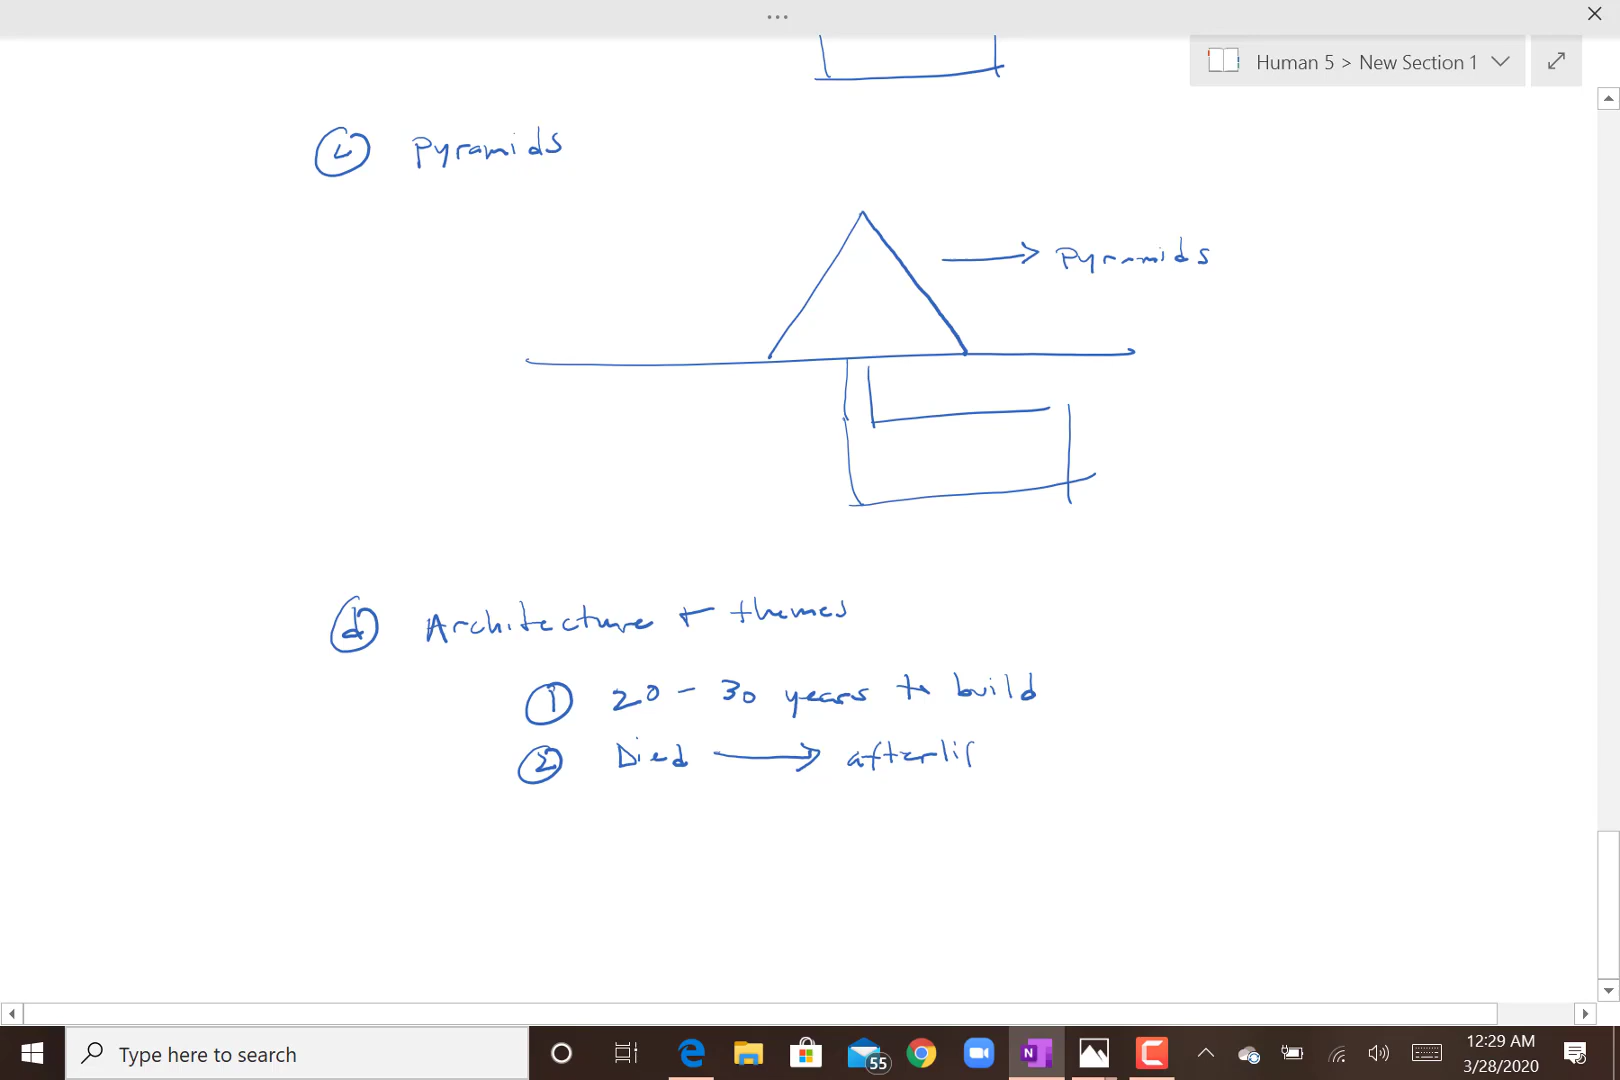 Human 5 > New Section 1
c Pyramids
Pyramids
d Architecture + themes
1 20 - 30 years to build
2 Died → afterlif
Type here to search
55
N
12:29 AM
3/28/2020